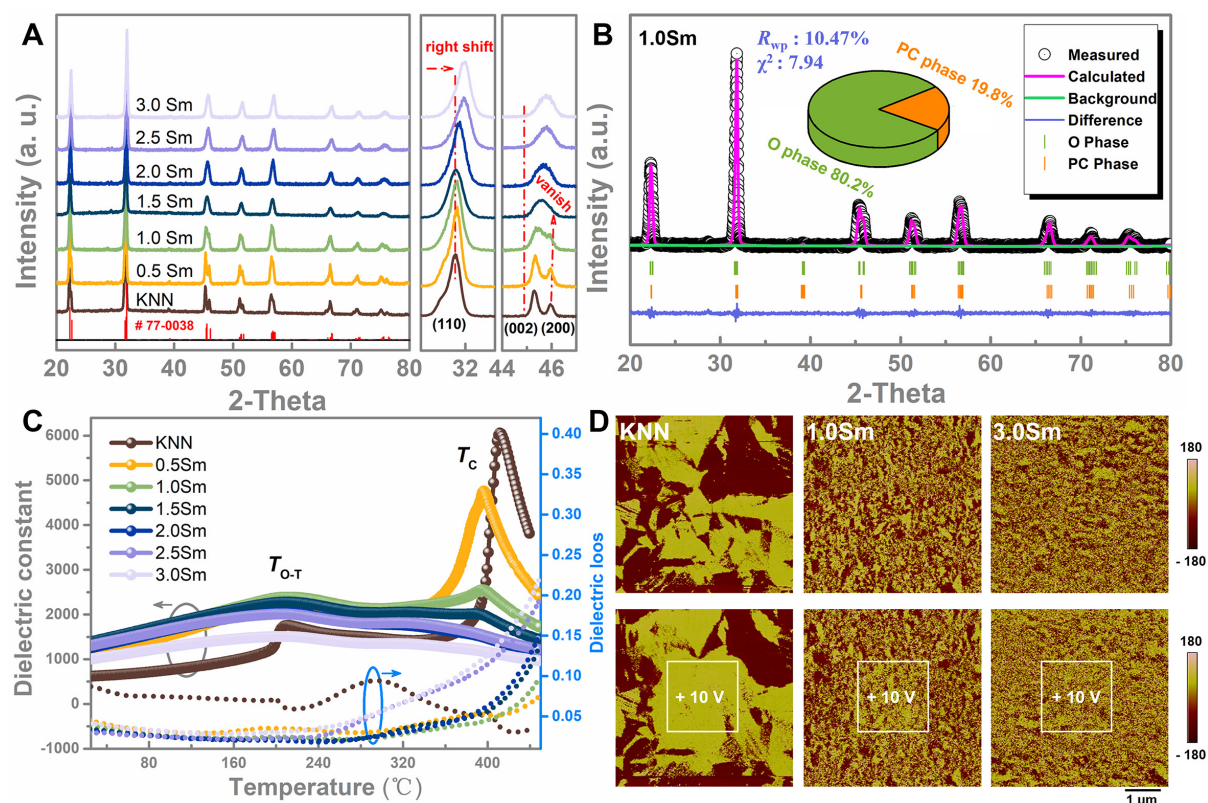 A
right shift
3.0 Sm
2.5 Sm
2.0 Sm
1.5 Sm
1.0 Sm
0.5 Sm
KNN
# 77-0038
vanish
(110)
(002) (200)
Intensity (a. u.)
20 30 40 50 60 70 80
32
44 46
2-Theta
B
1.0Sm
Rwp : 10.47%
χ2 : 7.94
PC phase 19.8%
O phase 80.2%
Measured
Calculated
Background
Difference
O Phase
PC Phase
Intensity (a.u.)
20 30 40 50 60 70 80
2-Theta
C
KNN
0.5Sm
1.0Sm
1.5Sm
2.0Sm
2.5Sm
3.0Sm
TO-T
TC
Dielectric constant
6000
5000
4000
3000
2000
1000
0
-1000
0.40
0.35
0.30
0.25
0.20
0.15
0.10
0.05
Dielectric loos
80 160 240 320 400
Temperature (℃)
D
KNN
1.0Sm
3.0Sm
180
- 180
+ 10 V
+ 10 V
+ 10 V
180
- 180
1 μm